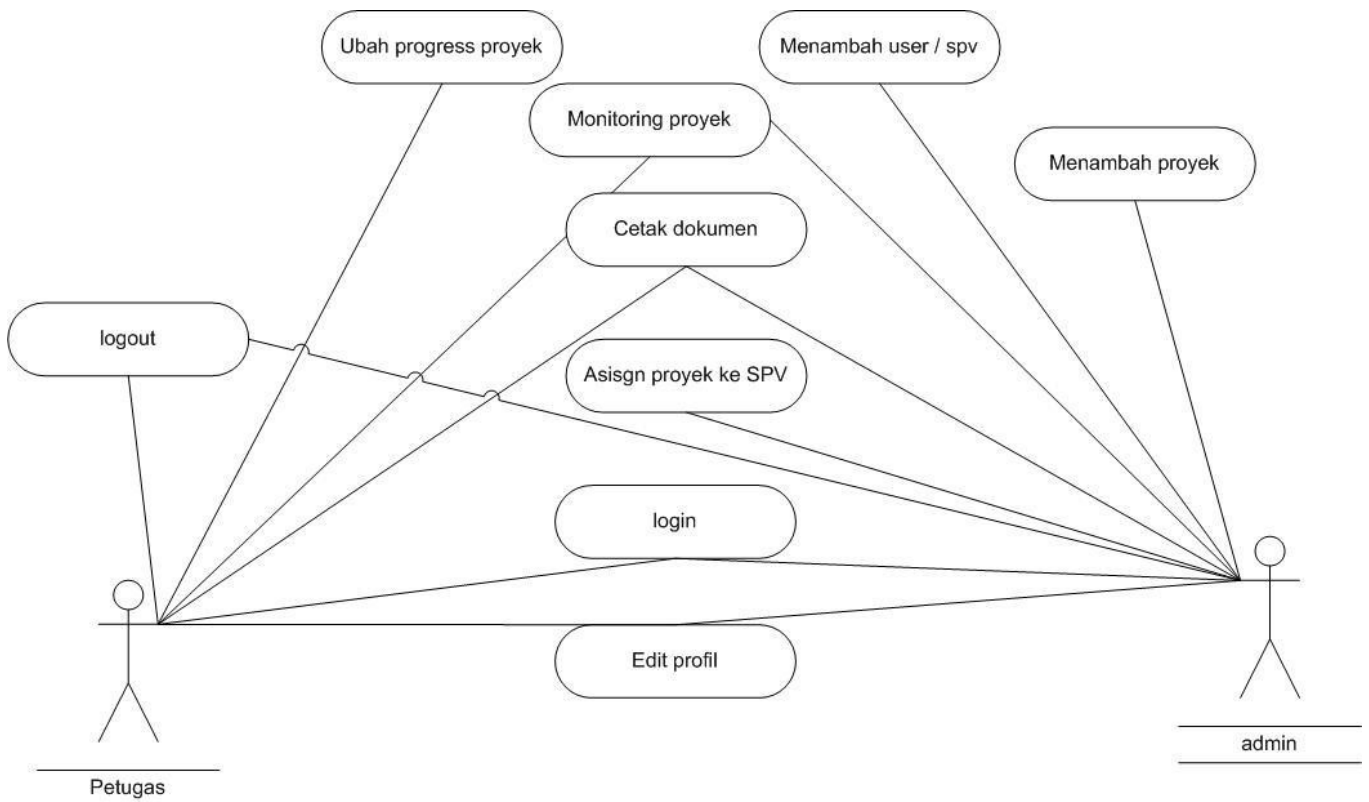 Ubah progress proyek
Menambah user / spv
Monitoring proyek
Menambah proyek
Cetak dokumen
logout
Asisgn proyek ke SPV
login
Edit profil
admin
Petugas